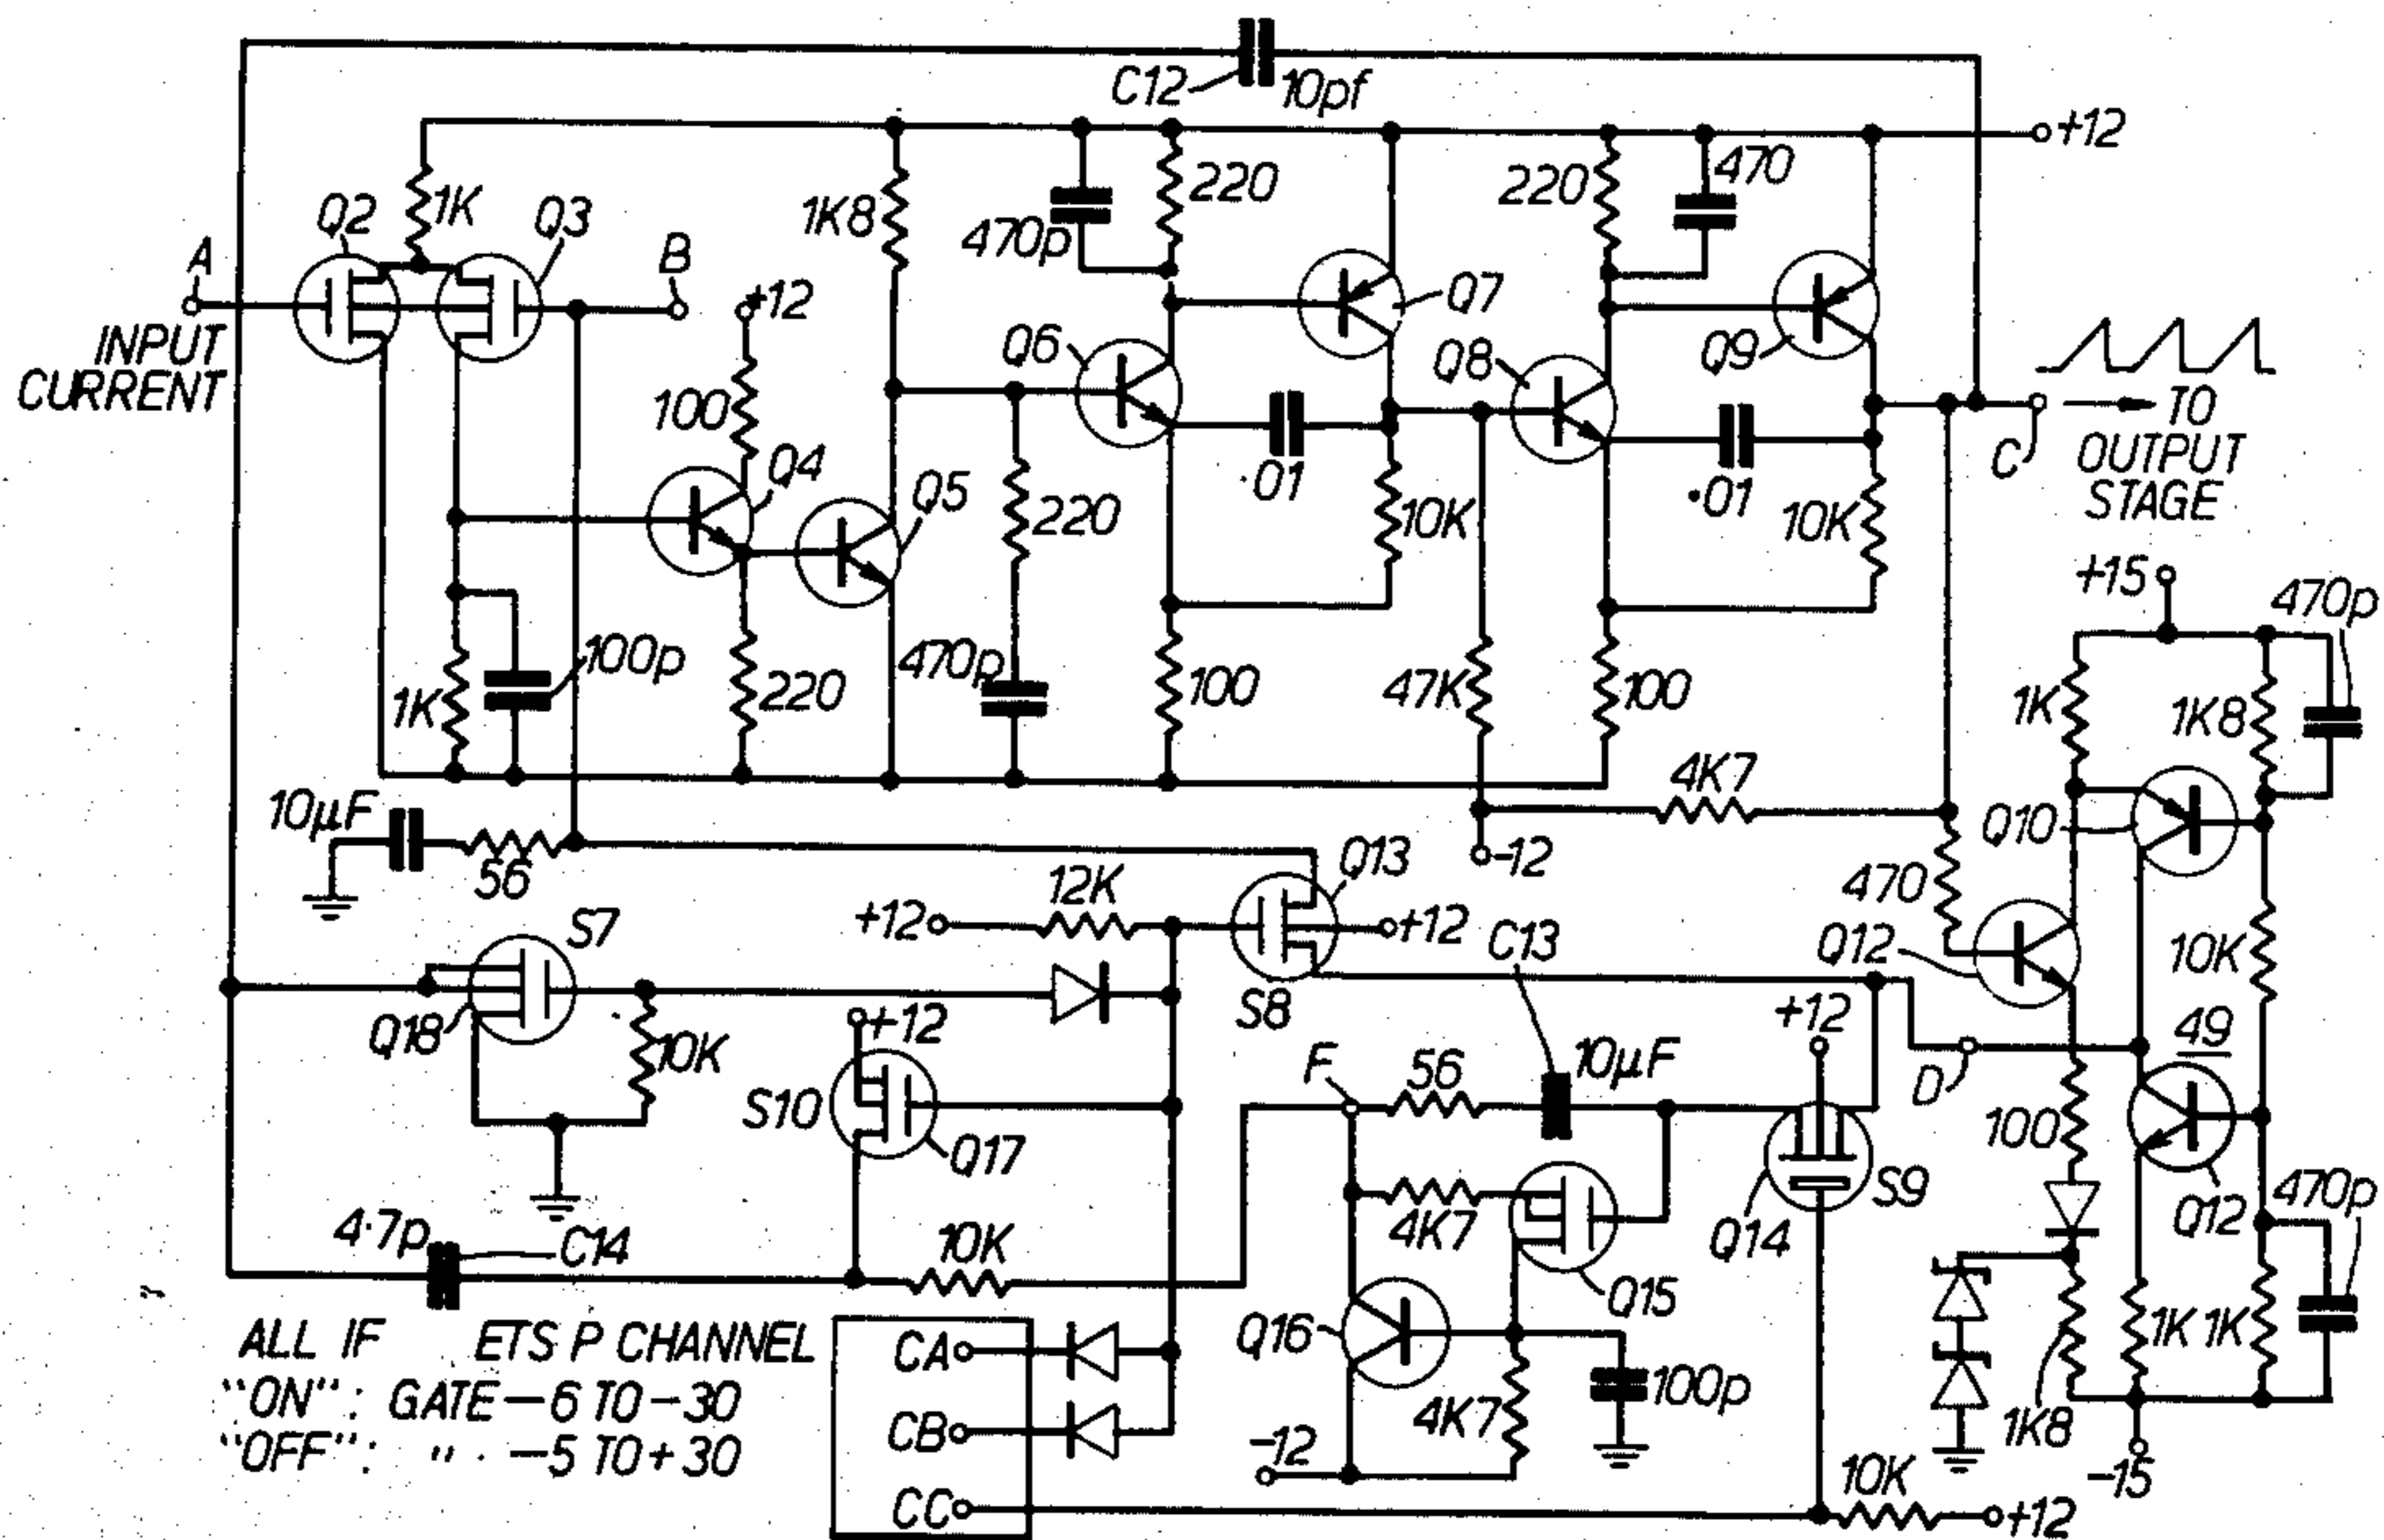 C12
10pf
+12
220
470
220
1K
1K8
Q2
Q3
470p
A
B
Q7
INPUT
CURRENT
+12
Q6
Q8
Q9
100
TO
OUTPUT
STAGE
C
Q4
Q5
·01
·01
220
10K
10K
+15
470p
100p
470p
1K
220
100
47K
100
1K
1K8
4K7
10µF
Q10
56
-12
Q13
470
12K
+12
+12
C13
S7
Q12
10K
S8
+12
49
Q18
10K
+12
F
56
10µF
D
S10
100
Q17
S9
4·7p
C14
10K
4K7
Q14
Q12
470p
Q15
ALL IF ETS P CHANNEL
CA
Q16
"ON": GATE -6 TO -30
100p
1K
1K
CB
4K7
"OFF": " · -5 TO +30
-12
1K8
-15
10K
CC
+12